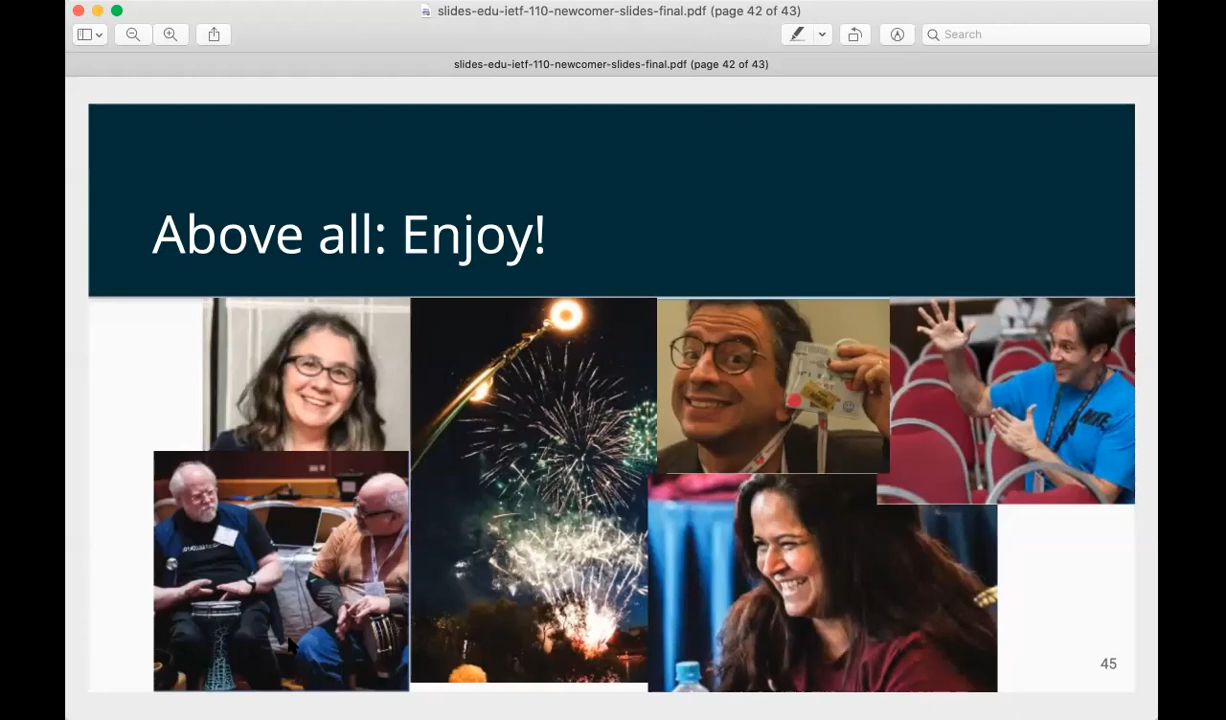 slides-edu-ietf-110-newcomer-slides-final.pdf (page 42 of 43)
Search
slides-edu-ietf-110-newcomer-slides-final.pdf (page 42 of 43)
Above all: Enjoy!
45